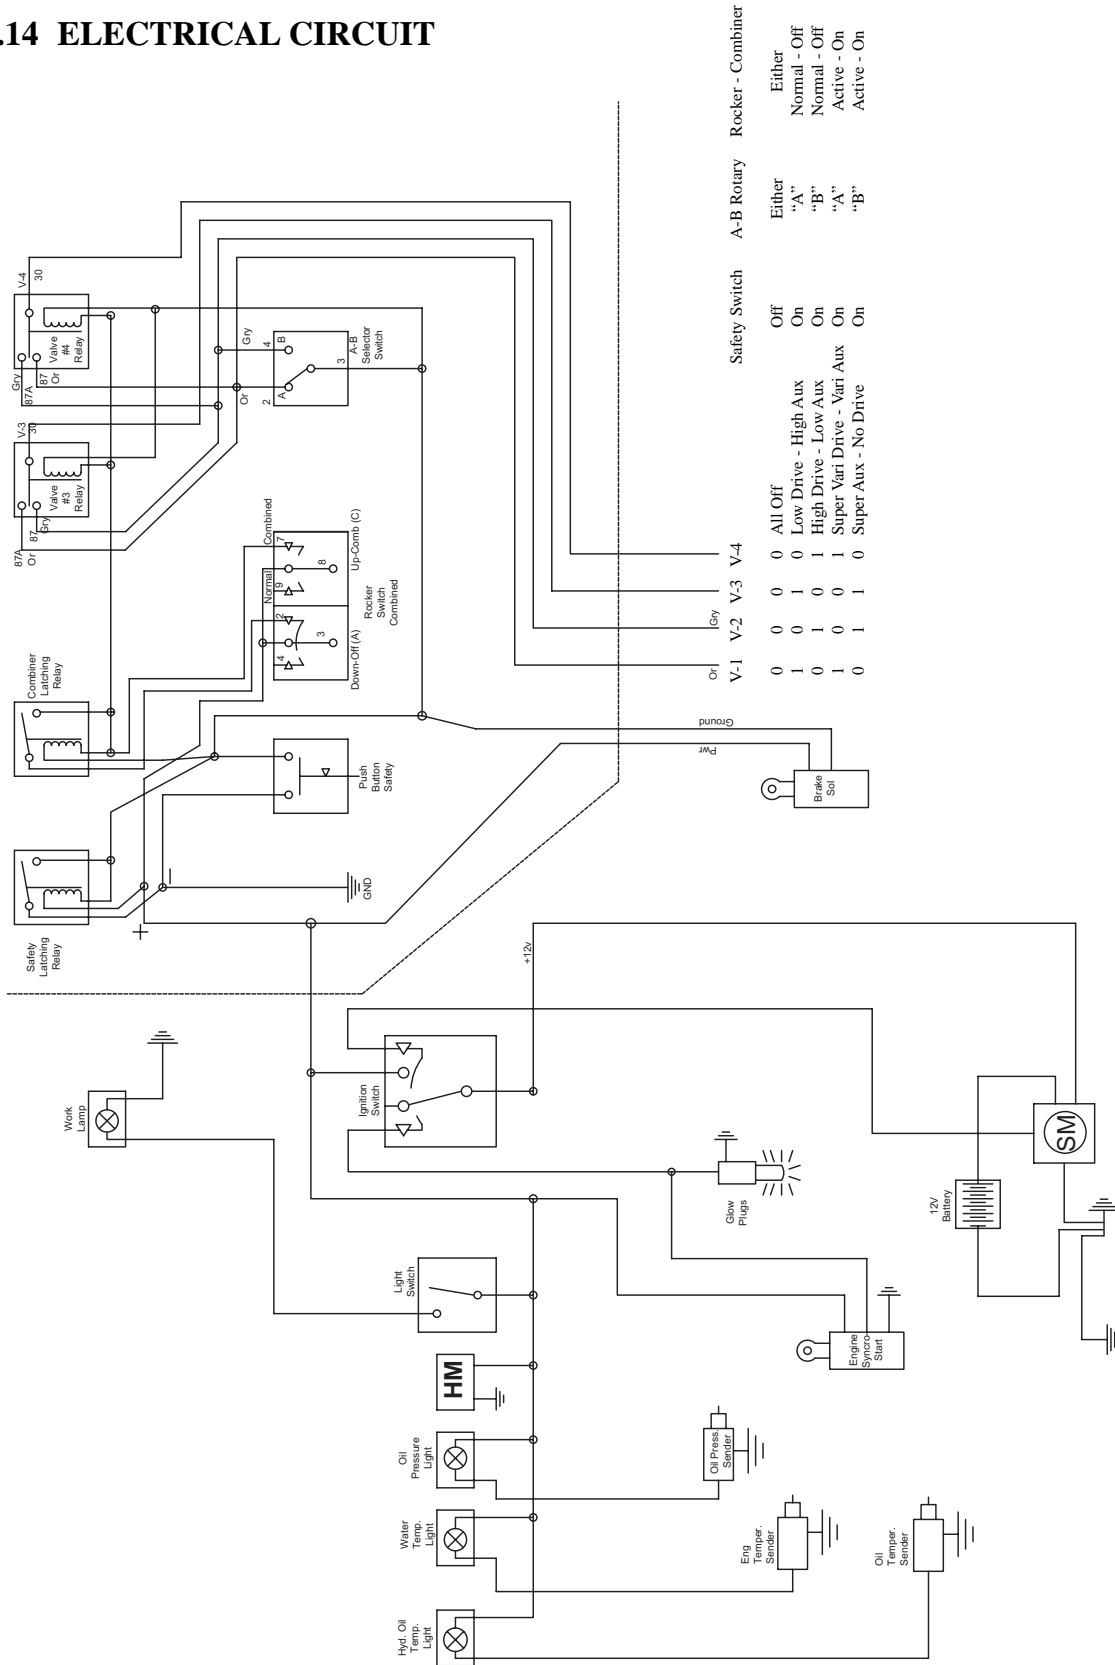 .14 ELECTRICAL CIRCUIT
Safety
Latching
Relay
+
GND
Combiner
Latching
Relay
Push
Button
Safety
Valve
#3
Relay
V-3
30
87A
Or
87
Gry
Valve
#4
Relay
V-4
30
Gry
87A
87
Or
Normal
Combined
4
2
9
7
3
8
Down-Off (A)
Up-Comb (C)
Rocker
Switch
Combined
Or
Gry
2
4
A
B
3
A-B
Selector
Switch
Ground
Pwr
Brake
Sol
Or
Gry
V-1 V-2 V-3 V-4 Safety Switch A-B Rotary Rocker - Combiner
0 0 0 0 All Off Off Either Either
1 0 1 0 Low Drive - High Aux On “A” Normal - Off
0 1 0 1 High Drive - Low Aux On “B” Normal - Off
1 0 0 1 Super Vari Drive - Vari Aux On “A” Active - On
0 1 1 0 Super Aux - No Drive On “B” Active - On
+12v
Work
Lamp
Ignition
Switch
Glow
Plugs
12V
Battery
SM
Light
Switch
Engine
Syncro
Start
HM
Oil
Pressure
Light
Oil Press.
Sender
Water
Temp.
Light
Eng
Temper.
Sender
Hyd. Oil
Temp.
Light
Oil
Temper.
Sender